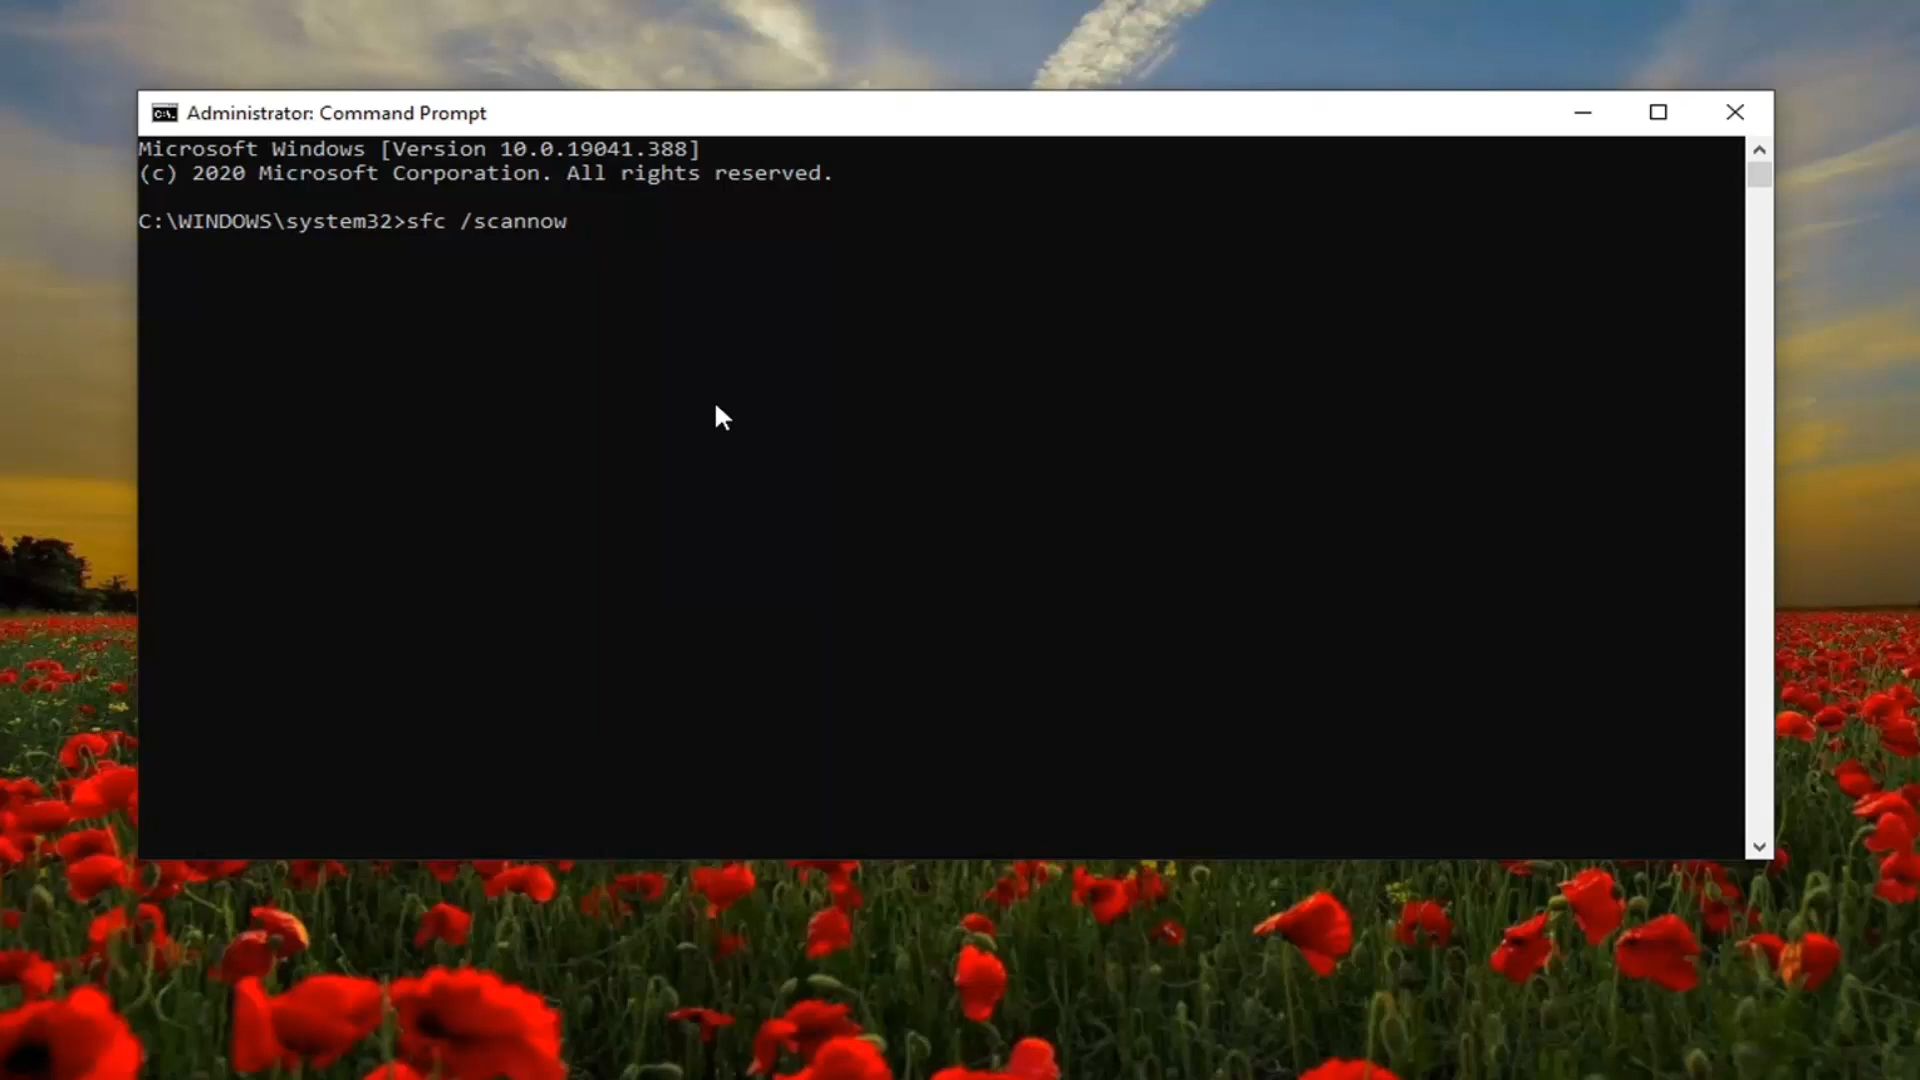 Administrator: Command Prompt
Microsoft Windows [Version 10.0.19041.388]
(c) 2020 Microsoft Corporation. All rights reserved.
C:\WINDOWS\system32>sfc /scannow